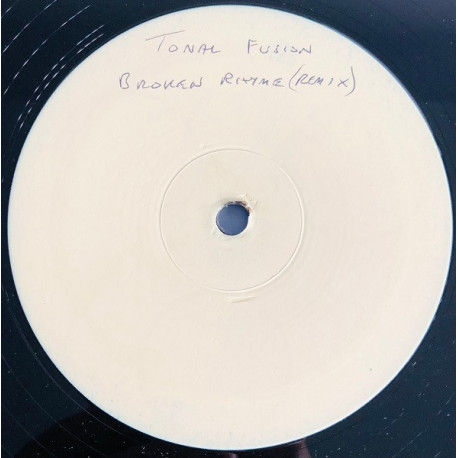 TONAL FUSION
BROKEN RHYME (REMIX)